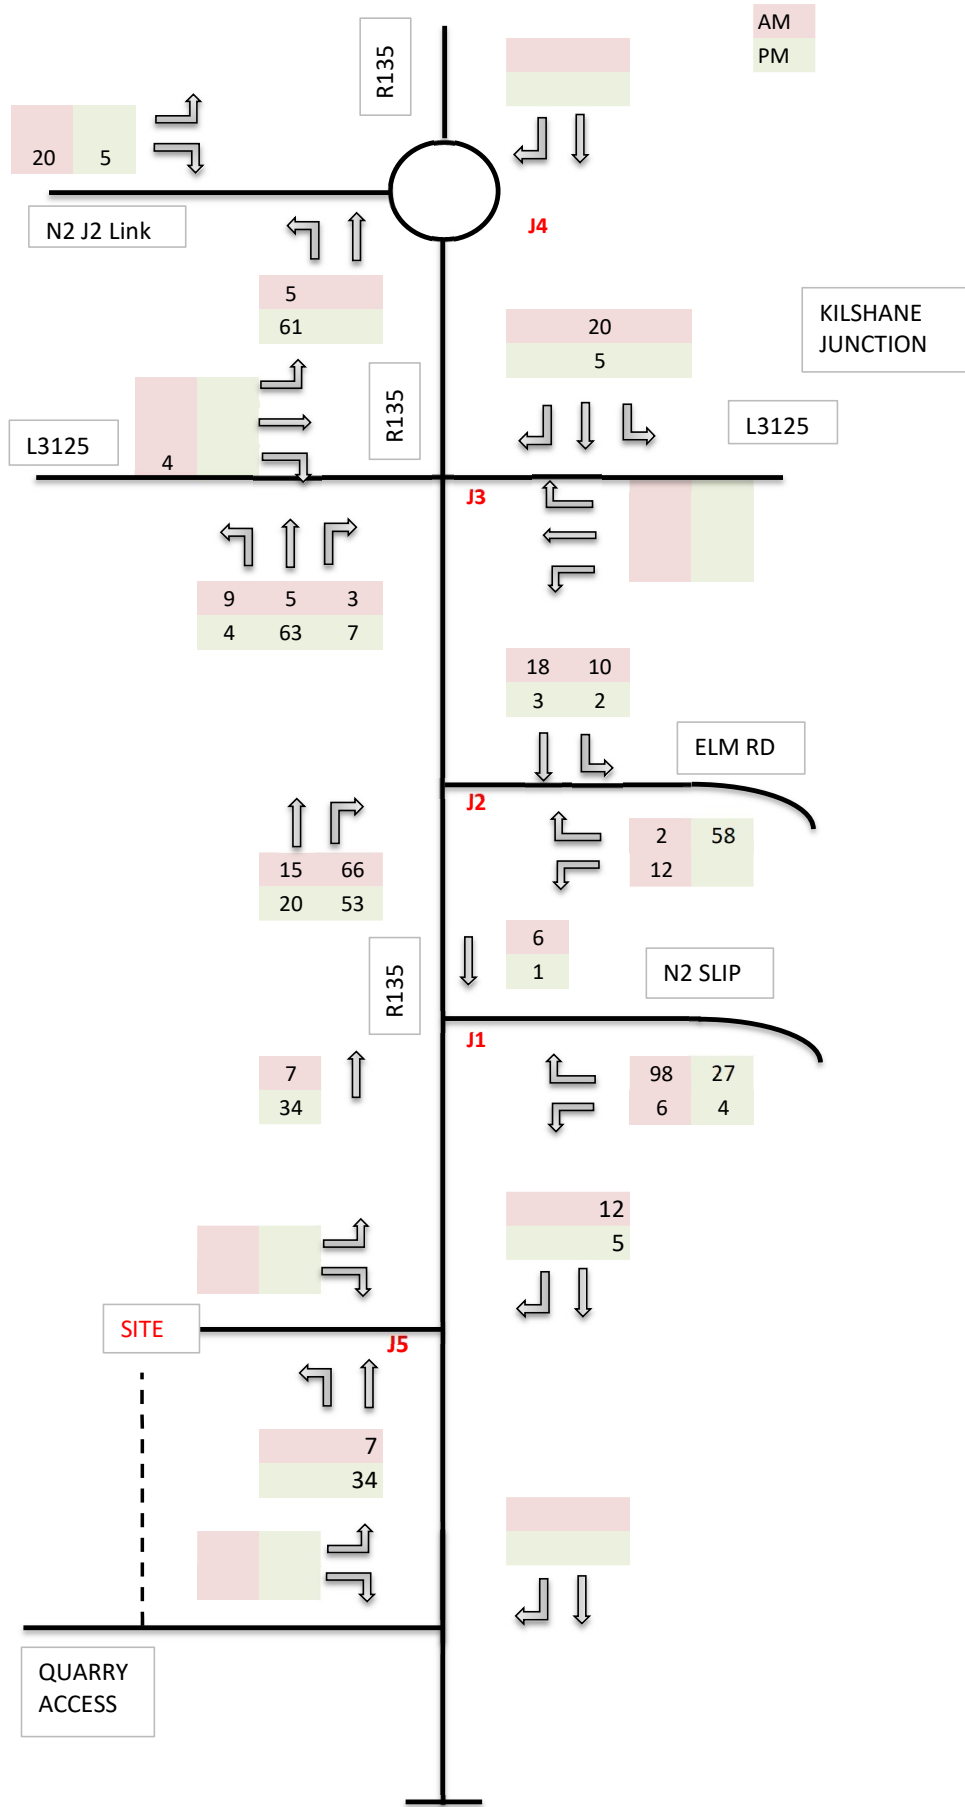 AM
PM
R135
20 5
N2 J2 Link
J4
5
61
20
5
KILSHANE
JUNCTION
R135
L3125
L3125
4
J3
9 5 3
4 63 7
18 10
3 2
ELM RD
J2
2 58
12
15 66
20 53
6
1
R135
N2 SLIP
J1
7
34
98 27
6 4
12
5
SITE
J5
7
34
QUARRY
ACCESS